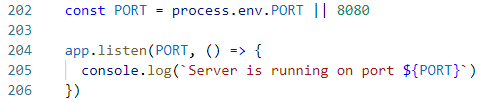 202 const PORT = process.env.PORT || 8080
203
204 app.listen(PORT, () => {
205   console.log(`Server is running on port ${PORT}`)
206 })